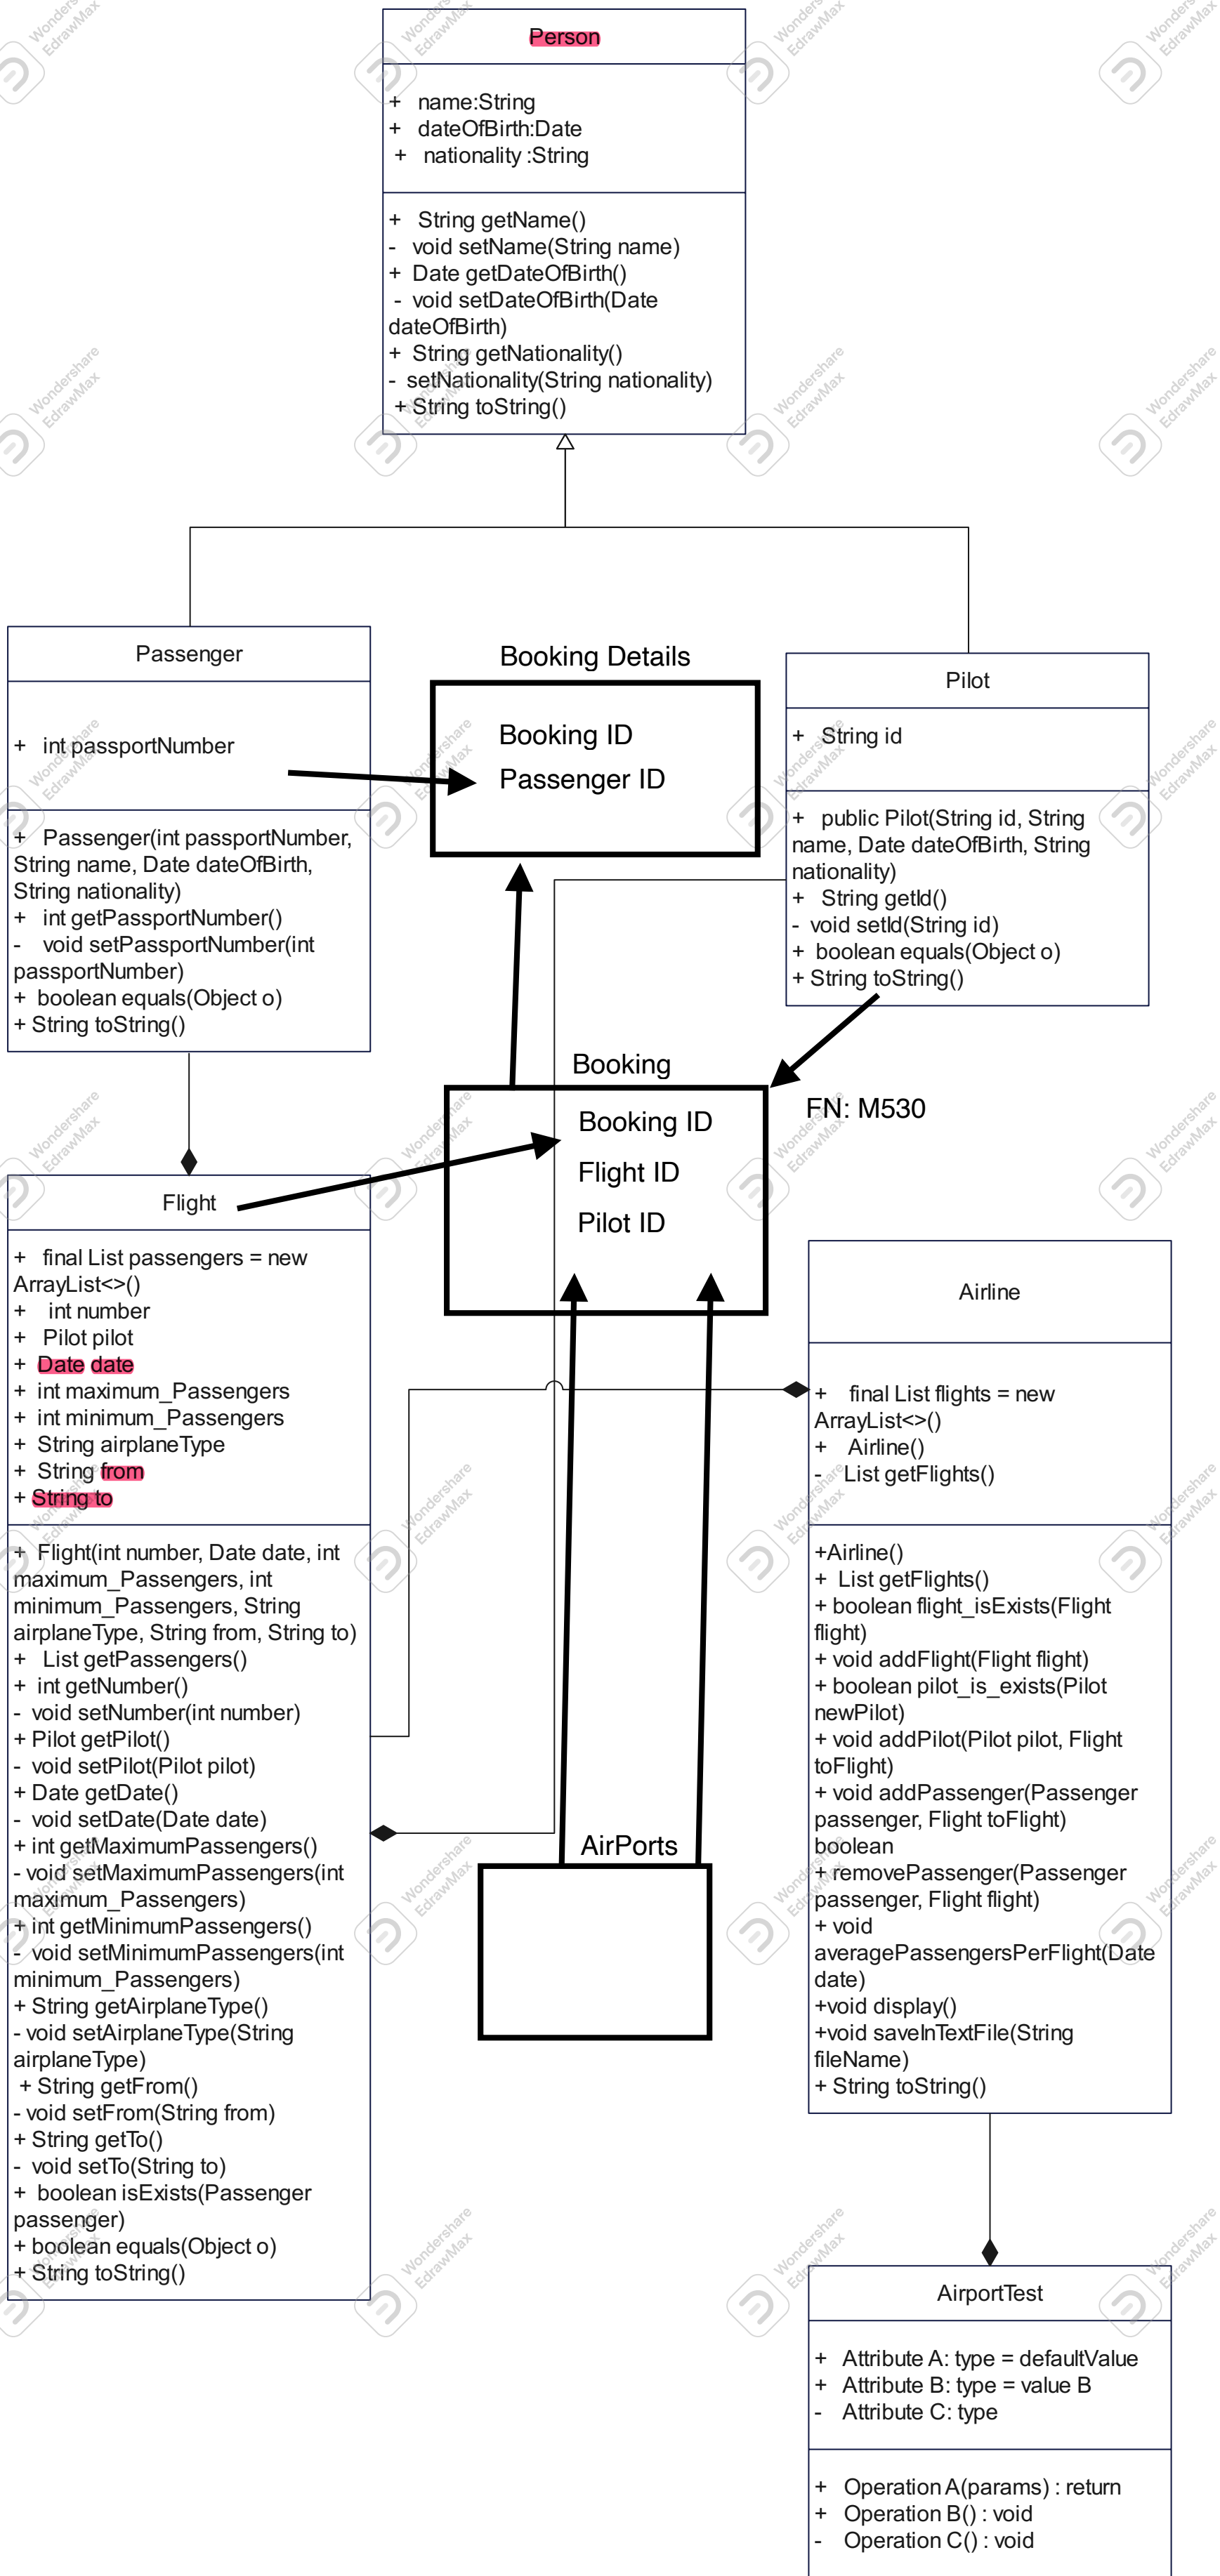 Person
+ name:String
+ dateOfBirth:Date
+ nationality :String
+ String getName()
- void setName(String name)
+ Date getDateOfBirth()
- void setDateOfBirth(Date
dateOfBirth)
+ String getNationality()
- setNationality(String nationality)
+ String toString()
Passenger
+ int passportNumber
+ Passenger(int passportNumber,
String name, Date dateOfBirth,
String nationality)
+ int getPassportNumber()
- void setPassportNumber(int
passportNumber)
+ boolean equals(Object o)
+ String toString()
Booking Details
Booking ID
Passenger ID
Pilot
+ String id
+ public Pilot(String id, String
name, Date dateOfBirth, String
nationality)
+ String getId()
- void setId(String id)
+ boolean equals(Object o)
+ String toString()
Booking
Booking ID
Flight ID
Pilot ID
FN: M530
Flight
+ final List passengers = new
ArrayList<>()
+ int number
+ Pilot pilot
+ Date date
+ int maximum_Passengers
+ int minimum_Passengers
+ String airplaneType
+ String from
+ String to
+ Flight(int number, Date date, int
maximum_Passengers, int
minimum_Passengers, String
airplaneType, String from, String to)
+ List getPassengers()
+ int getNumber()
- void setNumber(int number)
+ Pilot getPilot()
- void setPilot(Pilot pilot)
+ Date getDate()
- void setDate(Date date)
+ int getMaximumPassengers()
- void setMaximumPassengers(int
maximum_Passengers)
+ int getMinimumPassengers()
- void setMinimumPassengers(int
minimum_Passengers)
+ String getAirplaneType()
- void setAirplaneType(String
airplaneType)
+ String getFrom()
- void setFrom(String from)
+ String getTo()
- void setTo(String to)
+ boolean isExists(Passenger
passenger)
+ boolean equals(Object o)
+ String toString()
AirPorts
Airline
+ final List flights = new
ArrayList<>()
+ Airline()
- List getFlights()
+Airline()
+ List getFlights()
+ boolean flight_isExists(Flight
flight)
+ void addFlight(Flight flight)
+ boolean pilot_is_exists(Pilot
newPilot)
+ void addPilot(Pilot pilot, Flight
toFlight)
+ void addPassenger(Passenger
passenger, Flight toFlight)
boolean
+ removePassenger(Passenger
passenger, Flight flight)
+ void
averagePassengersPerFlight(Date
date)
+void display()
+void saveInTextFile(String
fileName)
+ String toString()
AirportTest
+ Attribute A: type = defaultValue
+ Attribute B: type = value B
- Attribute C: type
+ Operation A(params) : return
+ Operation B() : void
- Operation C() : void
Wondershare
EdrawMax